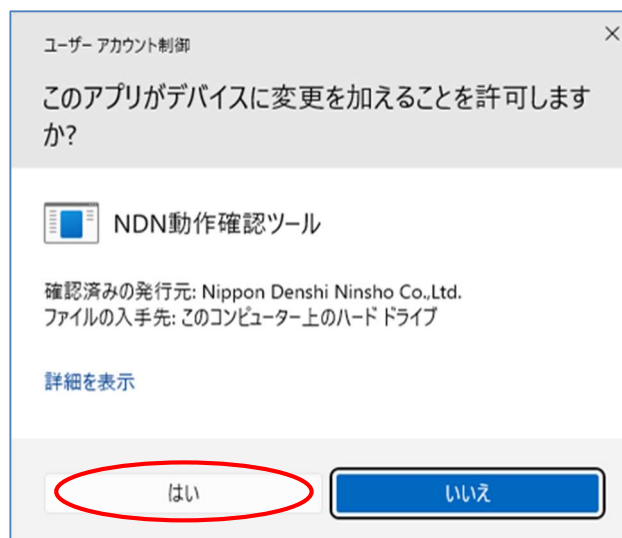 ユーザー アカウント制御
このアプリがデバイスに変更を加えることを許可します
か?
NDN動作確認ツール
確認済みの発行元: Nippon Denshi Ninsho Co.,Ltd.
ファイルの入手先: このコンピューター上のハード ドライブ
詳細を表示
はい
いいえ